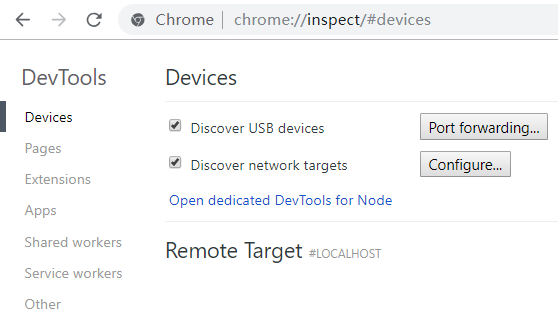 Chrome | chrome://inspect/#devices
DevTools
Devices
Pages
Extensions
Apps
Shared workers
Service workers
Other
Devices
Discover USB devices
Port forwarding...
Discover network targets
Configure...
Open dedicated DevTools for Node
Remote Target #LOCALHOST